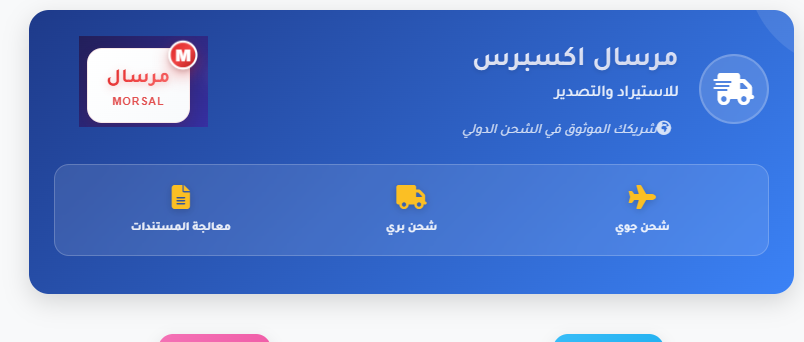 مرسال اكسبرس
للاستيراد والتصدير
شريكك الموثوق في الشحن الدولي
M
مرسال
MORSAL
شحن جوي
شحن بري
معالجة المستندات